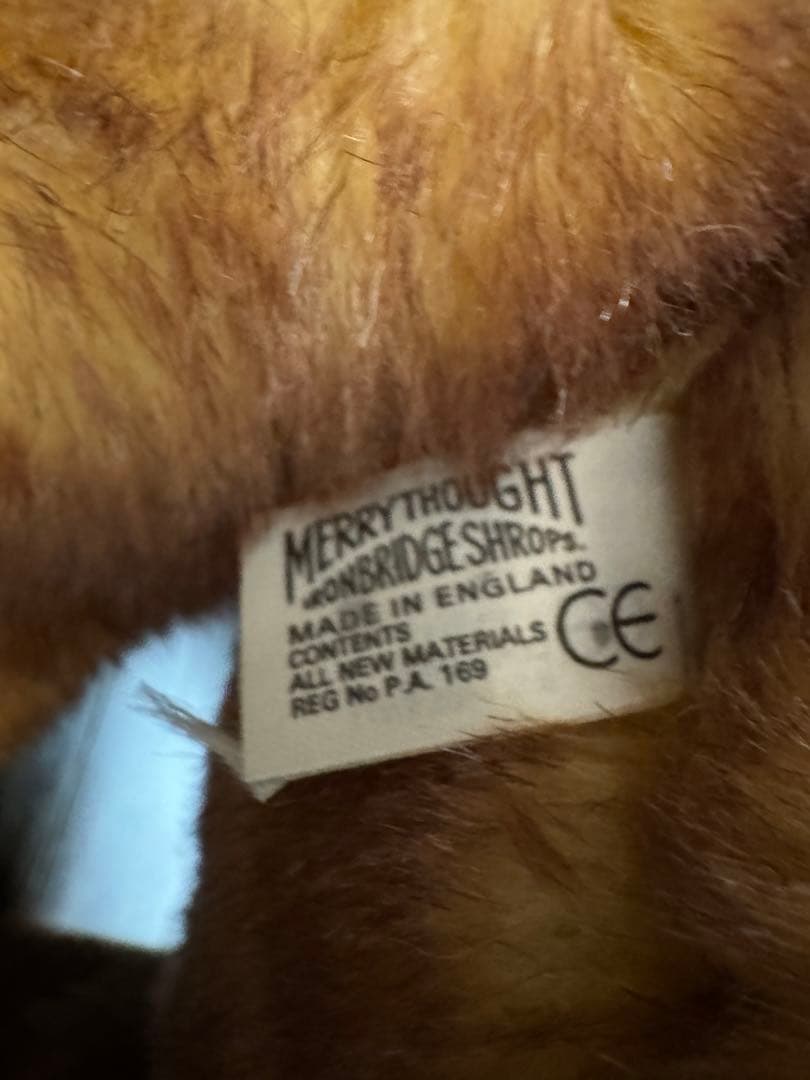 MERRYTHOUGHT
IRONBRIDGE SHROPS.
MADE IN ENGLAND
CONTENTS
ALL NEW MATERIALS
REG No P.A. 169
CE